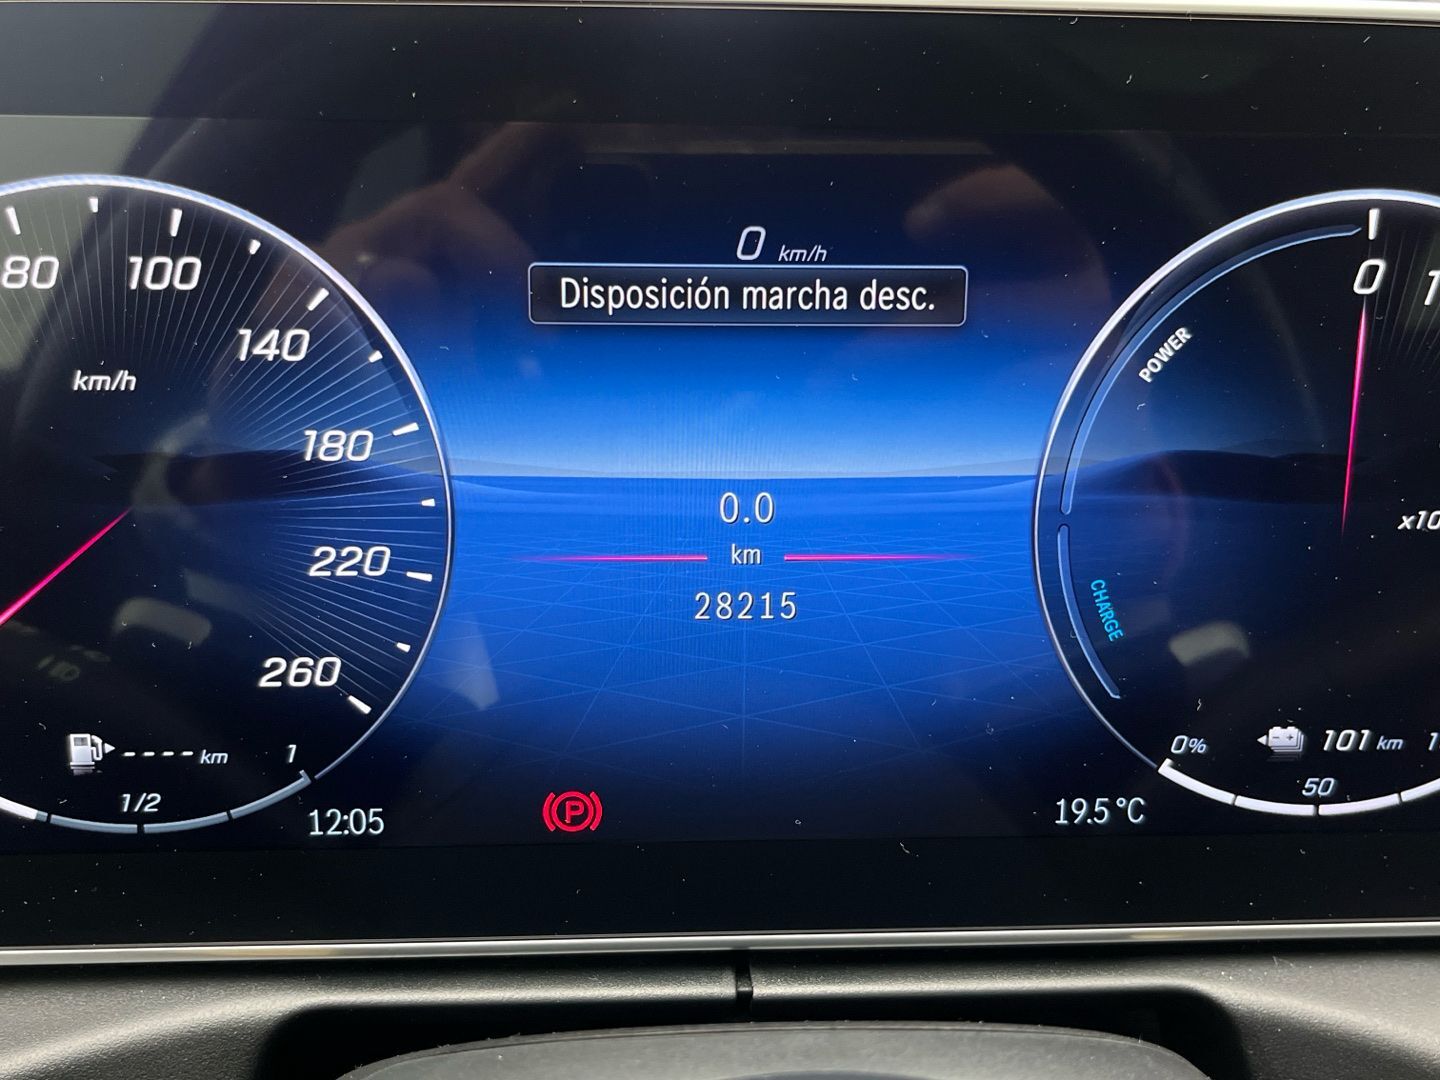 0 km/h
Disposición marcha desc.
80
100
140
180
220
260
km/h
0.0
km
28215
POWER
CHARGE
0
---- km
1/2
1
12:05
P
19.5°C
0%
50
101 km